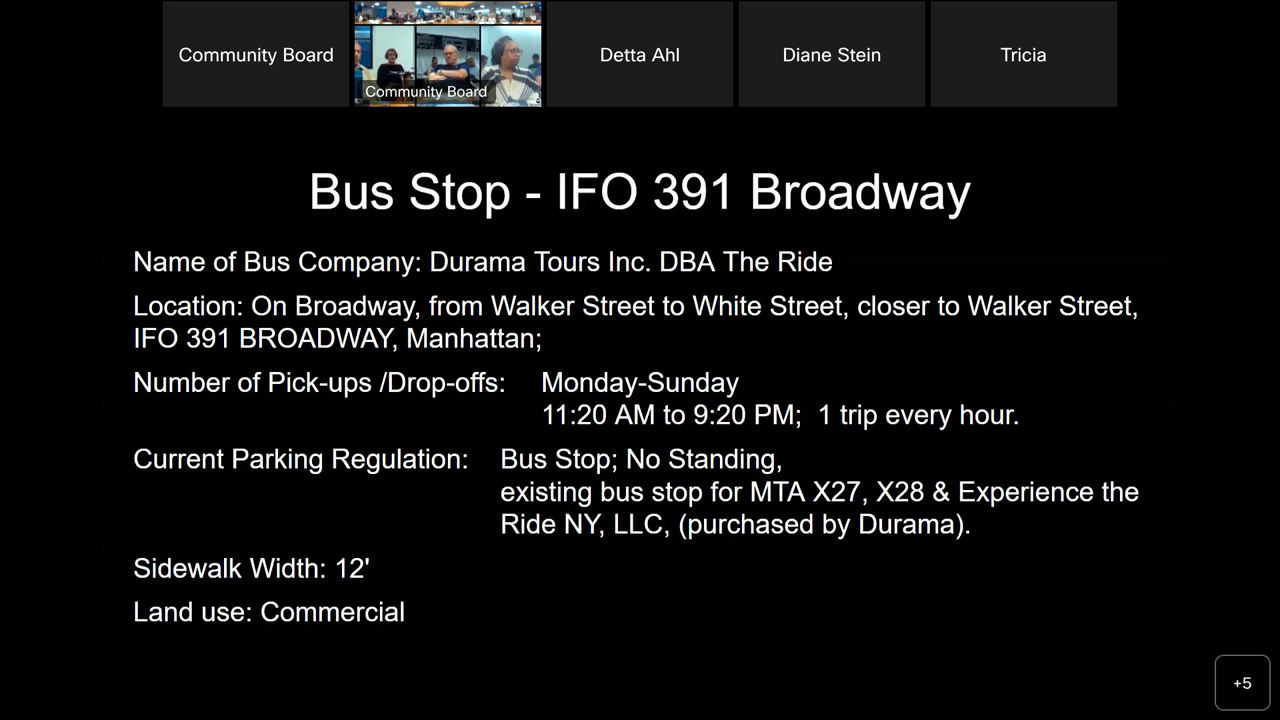 Community Board
Community Board
Detta Ahl
Diane Stein
Tricia
Bus Stop - IFO 391 Broadway
Name of Bus Company: Durama Tours Inc. DBA The Ride
Location: On Broadway, from Walker Street to White Street, closer to Walker Street,
IFO 391 BROADWAY, Manhattan;
Number of Pick-ups /Drop-offs: Monday-Sunday
11:20 AM to 9:20 PM; 1 trip every hour.
Current Parking Regulation: Bus Stop; No Standing,
existing bus stop for MTA X27, X28 & Experience the
Ride NY, LLC, (purchased by Durama).
Sidewalk Width: 12'
Land use: Commercial
+5